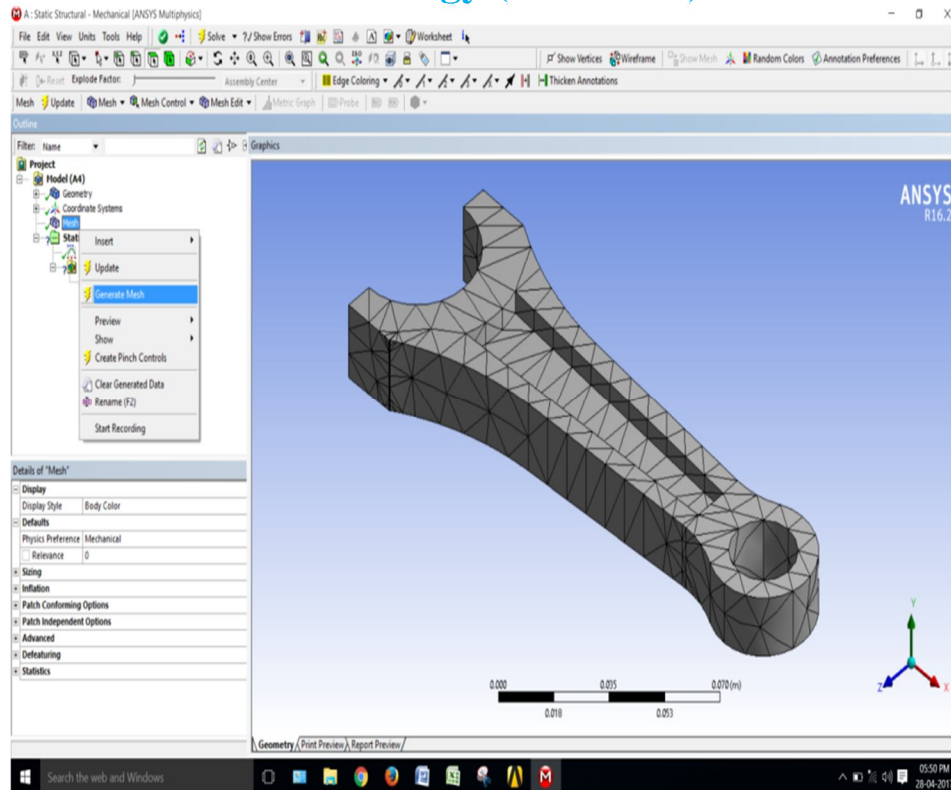 gy (
A : Static Structural - Mechanical [ANSYS Multiphysics]
File Edit View Units Tools Help Solve ?/ Show Errors Worksheet
Show Vertices Wireframe Show Mesh Random Colors Annotation Preferences
Reset Explode Factor: Assembly Center Edge Coloring Thicken Annotations
Mesh Update Mesh Mesh Control Mesh Edit Metric Graph Probe
Outline
Filter: Name
Graphics
Project
Model (A4)
Geometry
Coordinate Systems
Mesh
Stat
Insert
Update
Generate Mesh
Preview
Show
Create Pinch Controls
Clear Generated Data
Rename (F2)
Start Recording
ANSYS
R16.2
Details of "Mesh"
Display
Display Style Body Color
Defaults
Physics Preference Mechanical
Relevance 0
Sizing
Inflation
Patch Conforming Options
Patch Independent Options
Advanced
Defeaturing
Statistics
0.000 0.035 0.070 (m)
0.018 0.053
Y
Z X
Geometry Print Preview Report Preview
Search the web and Windows
05:50 PM
28-04-2017